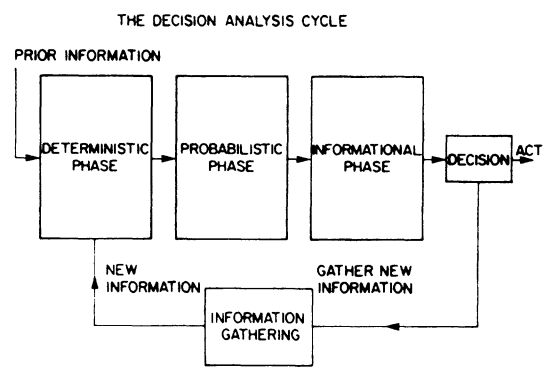 THE DECISION ANALYSIS CYCLE
PRIOR INFORMATION
DETERMINISTIC
PHASE
PROBABILISTIC
PHASE
INFORMATIONAL
PHASE
DECISION
ACT
NEW
INFORMATION
GATHER NEW
INFORMATION
INFORMATION
GATHERING